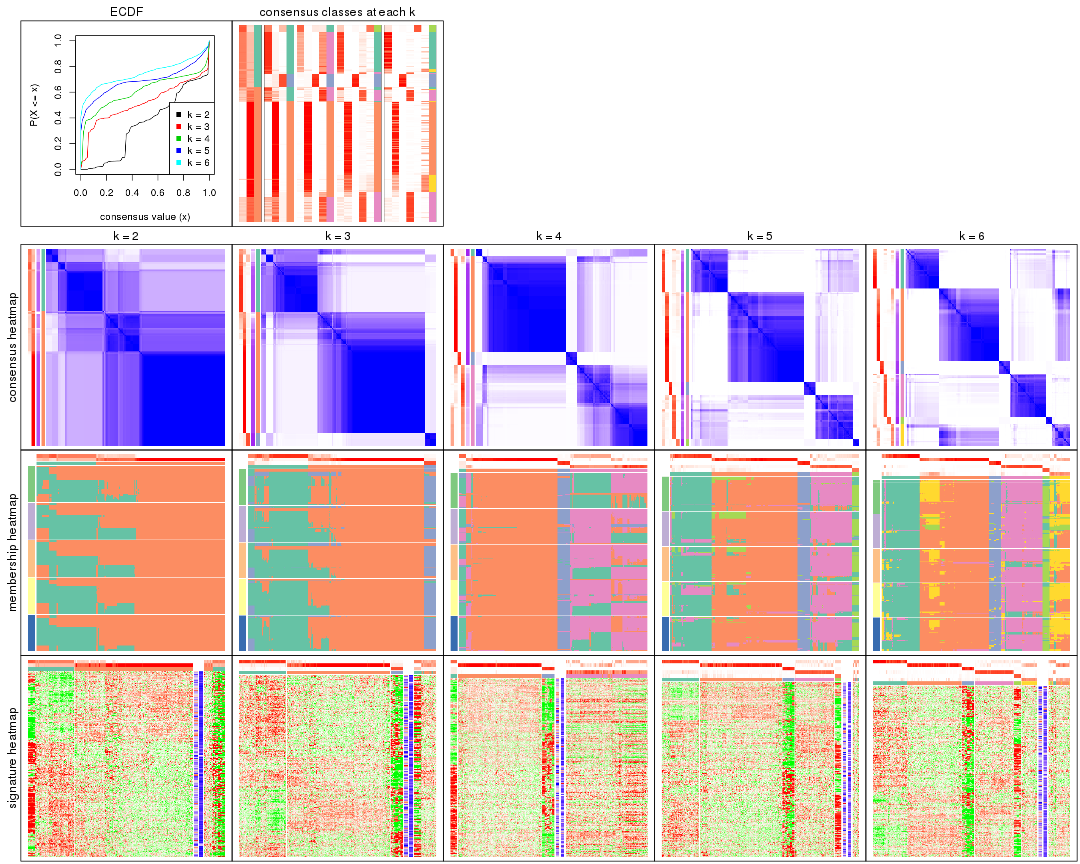 ECDF
consensus classes at each k
P(X <= x)
0.0 0.2 0.4 0.6 0.8 1.0
k = 2
k = 3
k = 4
k = 5
k = 6
0.0 0.2 0.4 0.6 0.8 1.0
consensus value (x)
k = 2
k = 3
k = 4
k = 5
k = 6
consensus heatmap
membership heatmap
signature heatmap